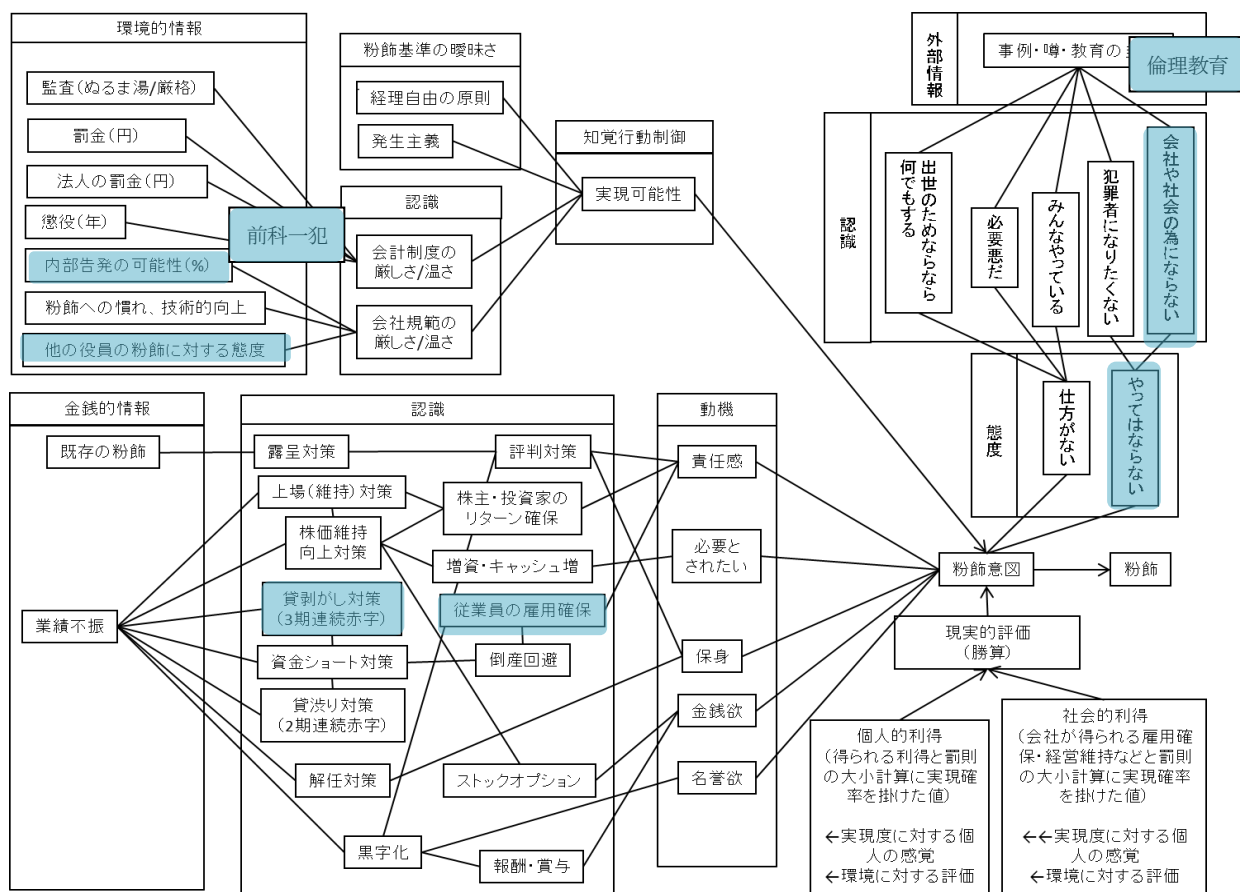 環境的情報
監査(ぬるま湯/厳格)
罰金(円)
法人の罰金(円)
懲役(年)
内部告発の可能性(%)
粉飾への慣れ、技術的向上
他の役員の粉飾に対する態度
前科一犯
粉飾基準の曖昧さ
経理自由の原則
発生主義
認識
会計制度の
厳しさ/温さ
会社規範の
厳しさ/温さ
知覚行動制御
実現可能性
外部情報
事例・噂・教育の
倫理教育
認識
出世のためならなら
何でもする
必要悪だ
みんなやっている
犯罪者になりたくない
会社や社会の為にならない
態度
仕方がない
やってはならない
金銭的情報
既存の粉飾
業績不振
認識
露呈対策
評判対策
上場(維持)対策
株主・投資家の
リターン確保
株価維持
向上対策
増資・キャッシュ増
貸剥がし対策
(3期連続赤字)
従業員の雇用確保
資金ショート対策
倒産回避
貸渋り対策
(2期連続赤字)
解任対策
ストックオプション
黒字化
報酬・賞与
動機
責任感
必要と
されたい
保身
金銭欲
名誉欲
粉飾意図
粉飾
現実的評価
(勝算)
個人的利得
(得られる利得と罰則
の大小計算に実現確
率を掛けた値)
←実現度に対する個
人の感覚
←環境に対する評価
社会的利得
(会社が得られる雇用確
保・経営維持などと罰則
の大小計算に実現確率
を掛けた値)
←←実現度に対する個
人の感覚
←環境に対する評価